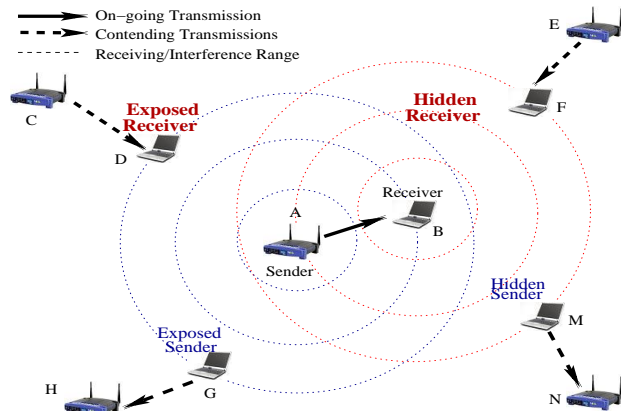 On-going Transmission
Contending Transmissions
Receiving/Interference Range
E
C
Exposed
Receiver
Hidden
Receiver
F
D
Receiver
A
B
Sender
Hidden
Sender
M
Exposed
Sender
G
H
N